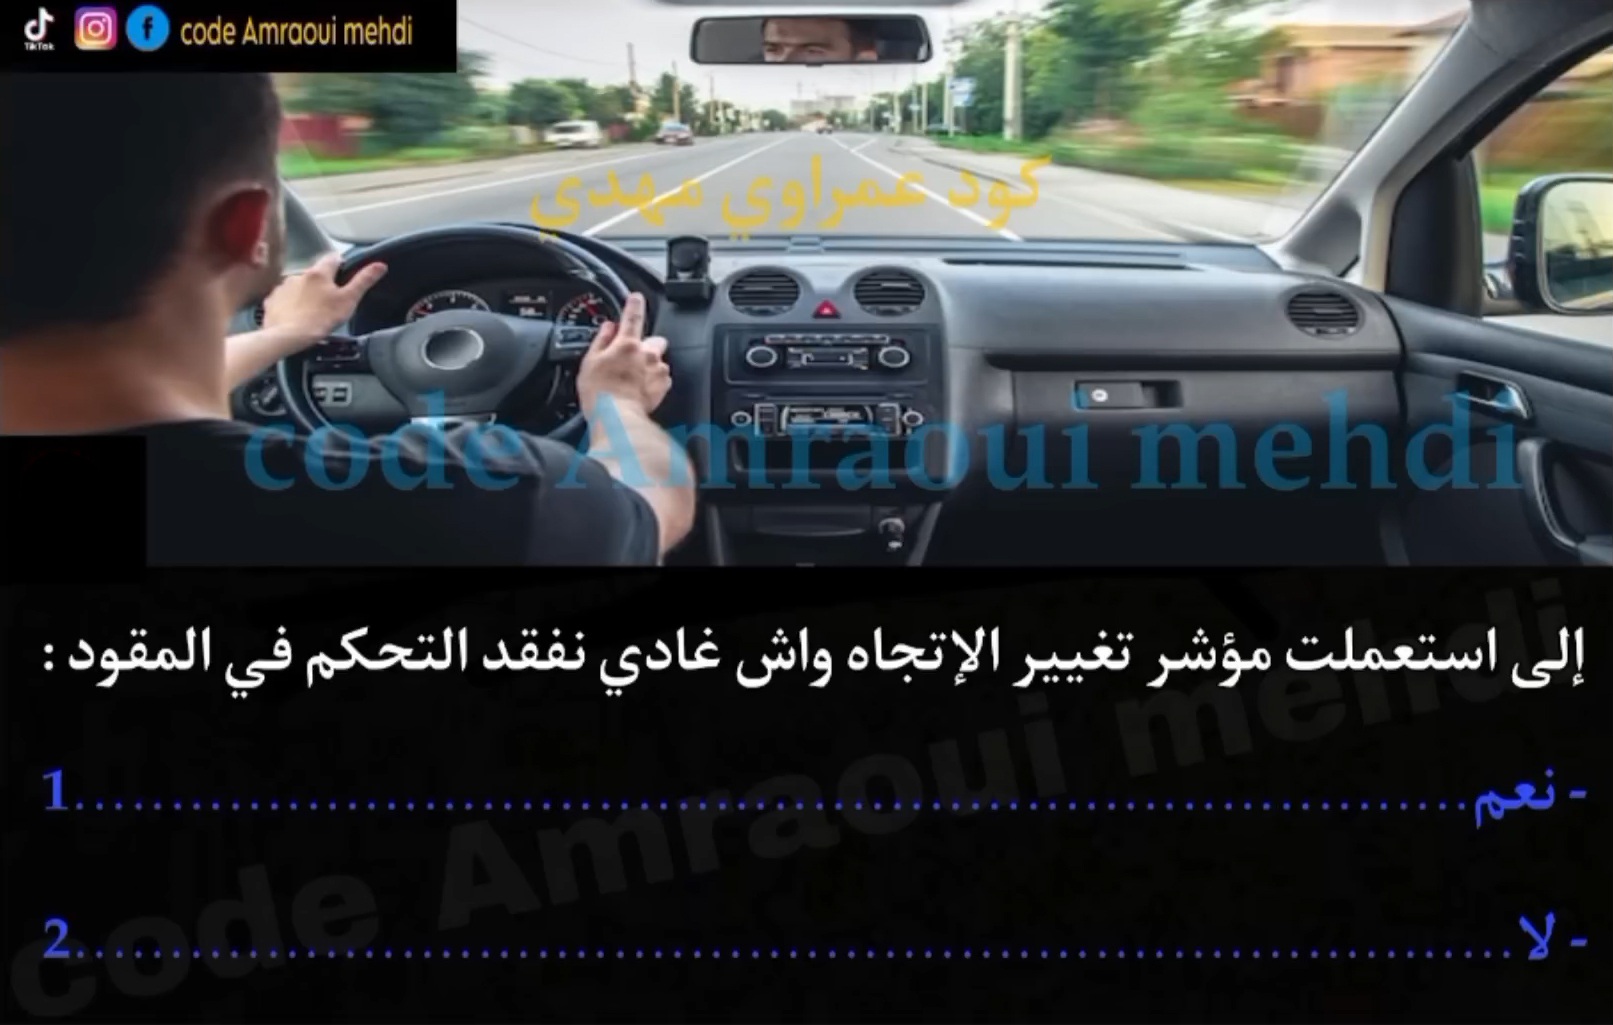 TikTok
code Amraoui mehdi
كود عمراوي مهدي
code Amraoui mehdi
إلى استعملت مؤشر تغيير الإتجاه واش غادي نفقد التحكم في المقود :
- نعم ........................................ 1
- لا ........................................ 2
code Amraoui mehdi